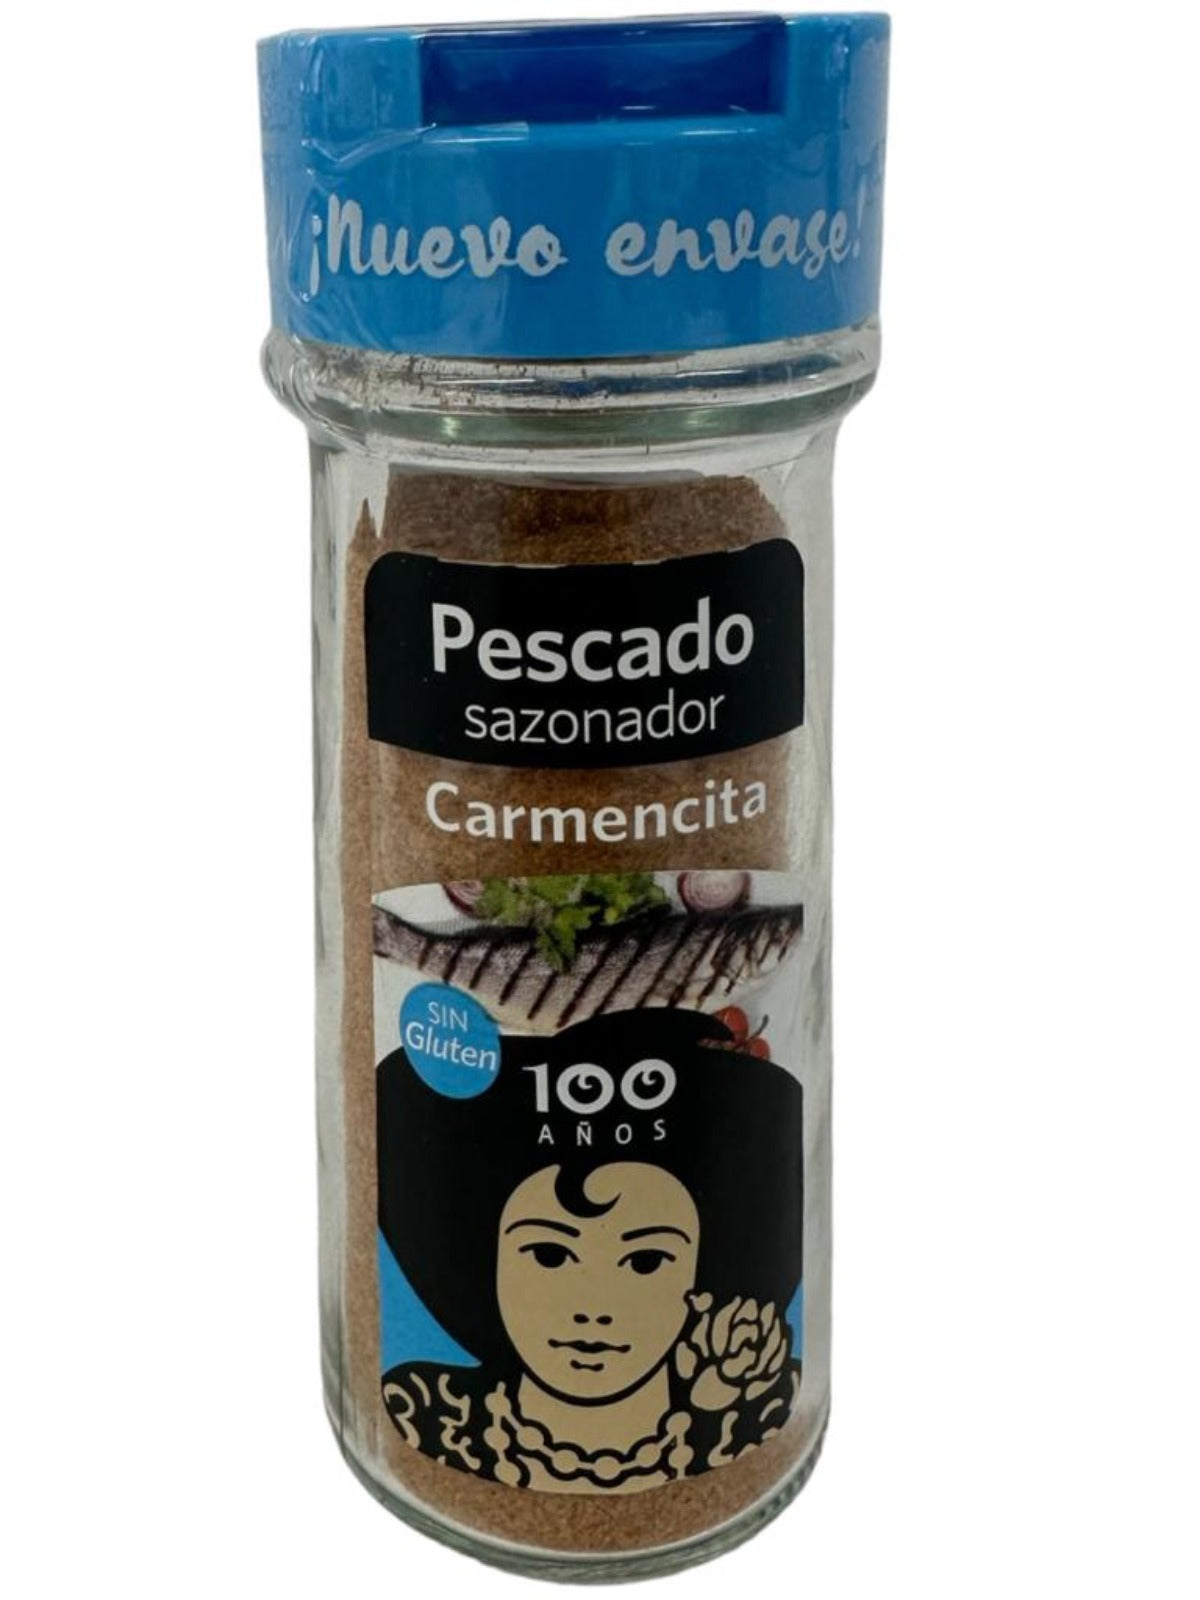 ¡Nuevo envase!
Pescado
sazonador
Carmencita
SIN
Gluten
100
AÑOS